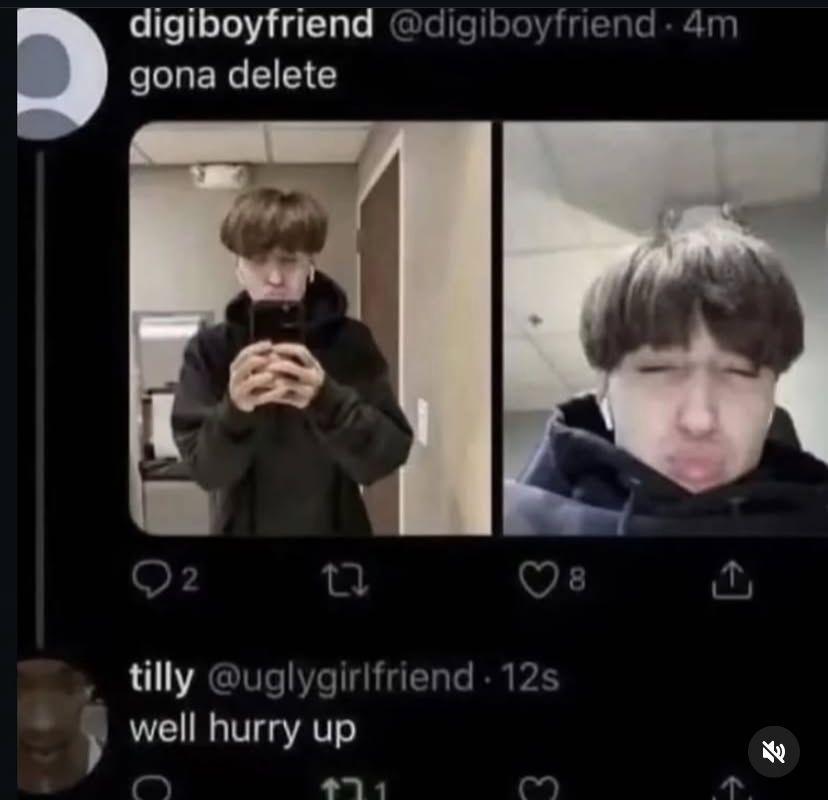 digiboyfriend @digiboyfriend · 4m
gona delete
2 8
tilly @uglygirlfriend · 12s
well hurry up
1